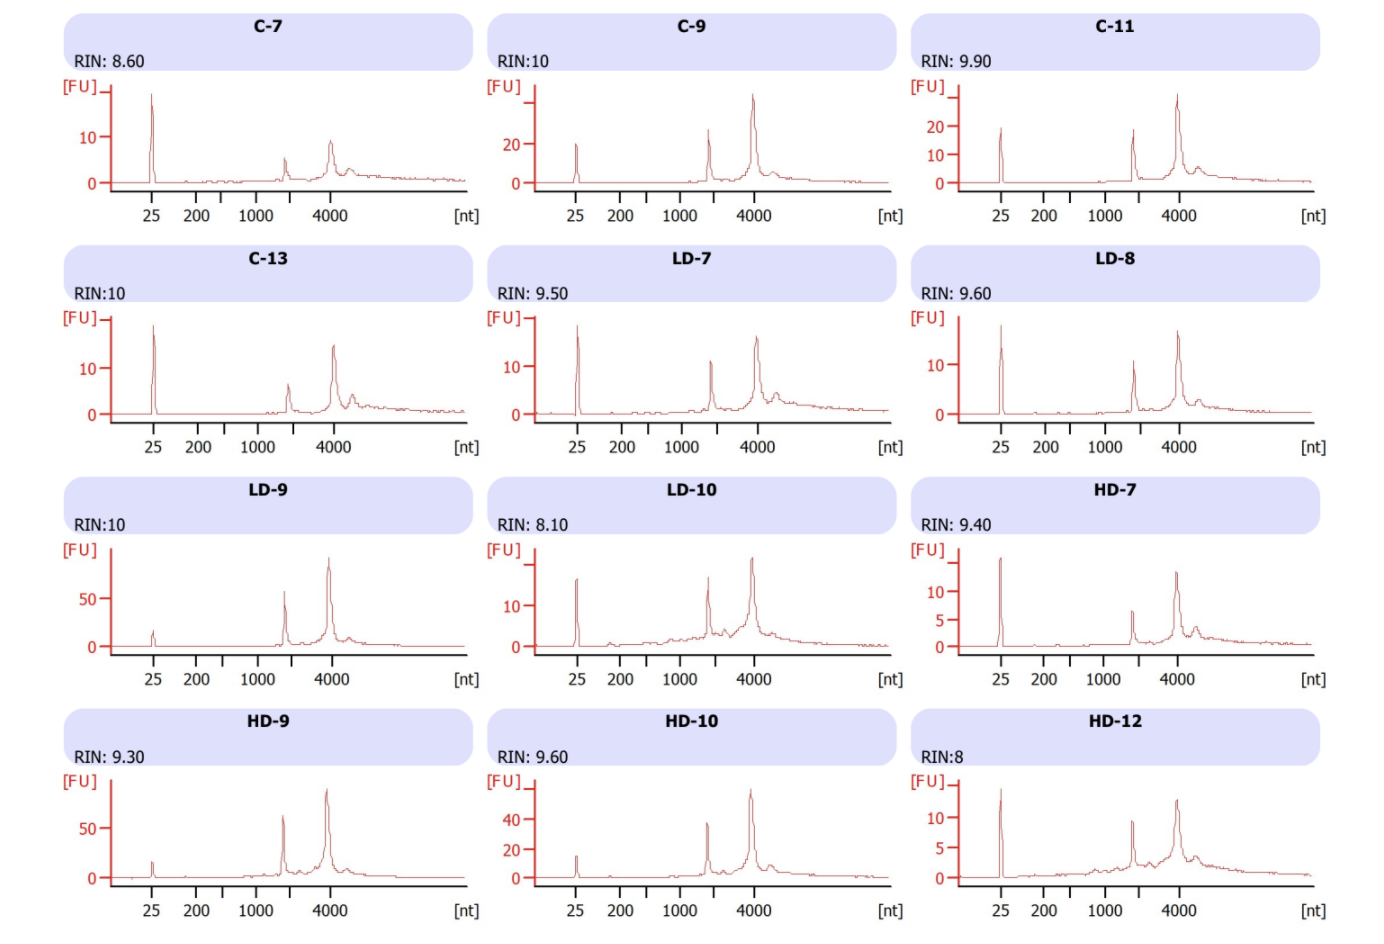 C-7
RIN: 8.60
[FU]
10
0
25 200 1000 4000 [nt]
C-9
RIN:10
[FU]
20
0
25 200 1000 4000 [nt]
C-11
RIN: 9.90
[FU]
20
10
0
25 200 1000 4000 [nt]
C-13
RIN:10
[FU]
10
0
25 200 1000 4000 [nt]
LD-7
RIN: 9.50
[FU]
10
0
25 200 1000 4000 [nt]
LD-8
RIN: 9.60
[FU]
10
0
25 200 1000 4000 [nt]
LD-9
RIN:10
[FU]
50
0
25 200 1000 4000 [nt]
LD-10
RIN: 8.10
[FU]
10
0
25 200 1000 4000 [nt]
HD-7
RIN: 9.40
[FU]
10
5
0
25 200 1000 4000 [nt]
HD-9
RIN: 9.30
[FU]
50
0
25 200 1000 4000 [nt]
HD-10
RIN: 9.60
[FU]
40
20
0
25 200 1000 4000 [nt]
HD-12
RIN:8
[FU]
10
5
0
25 200 1000 4000 [nt]